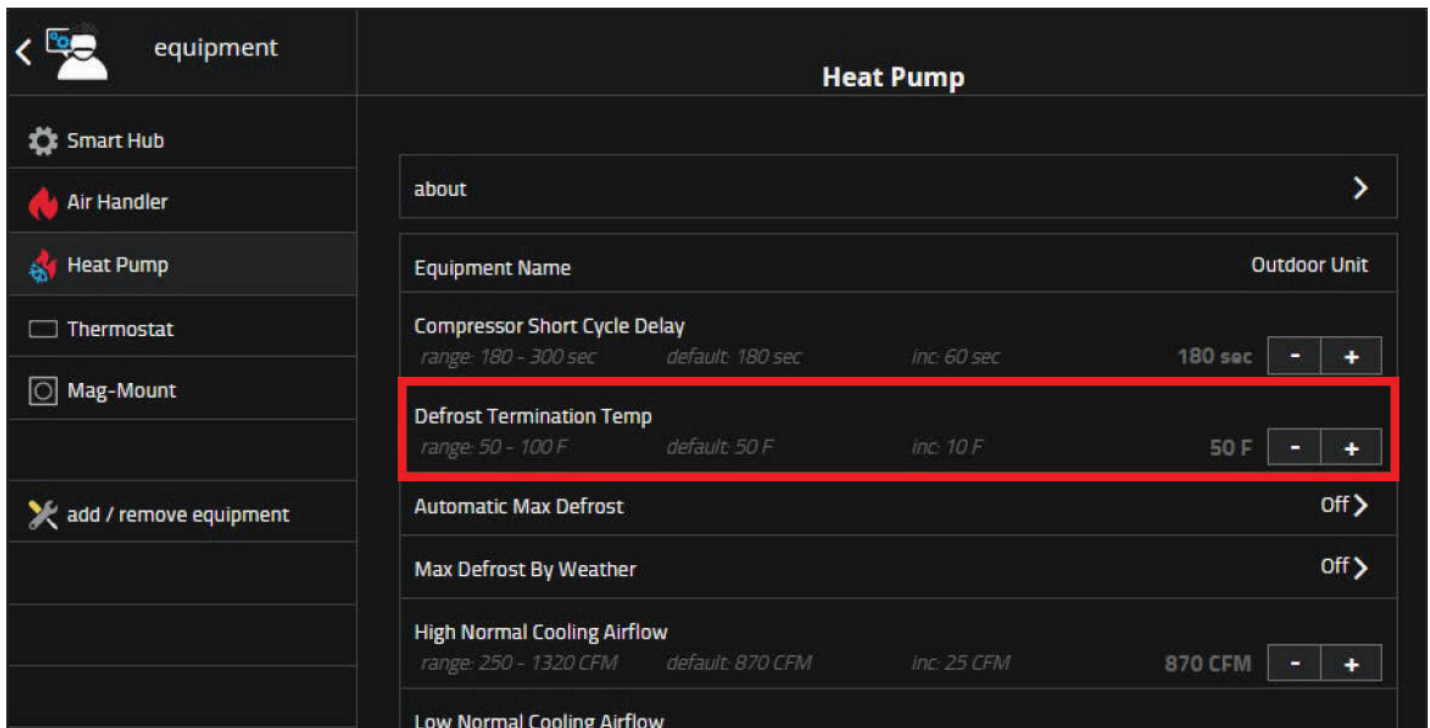 equipment
Heat Pump
Smart Hub
Air Handler
Heat Pump
Thermostat
Mag-Mount
add / remove equipment
about
Equipment Name Outdoor Unit
Compressor Short Cycle Delay
range: 180 - 300 sec default: 180 sec inc: 60 sec 180 sec - +
Defrost Termination Temp
range: 50 - 100 F default: 50 F inc: 10 F 50 F - +
Automatic Max Defrost Off
Max Defrost By Weather Off
High Normal Cooling Airflow
range: 250 - 1320 CFM default: 870 CFM inc: 25 CFM 870 CFM - +
Low Normal Cooling Airflow